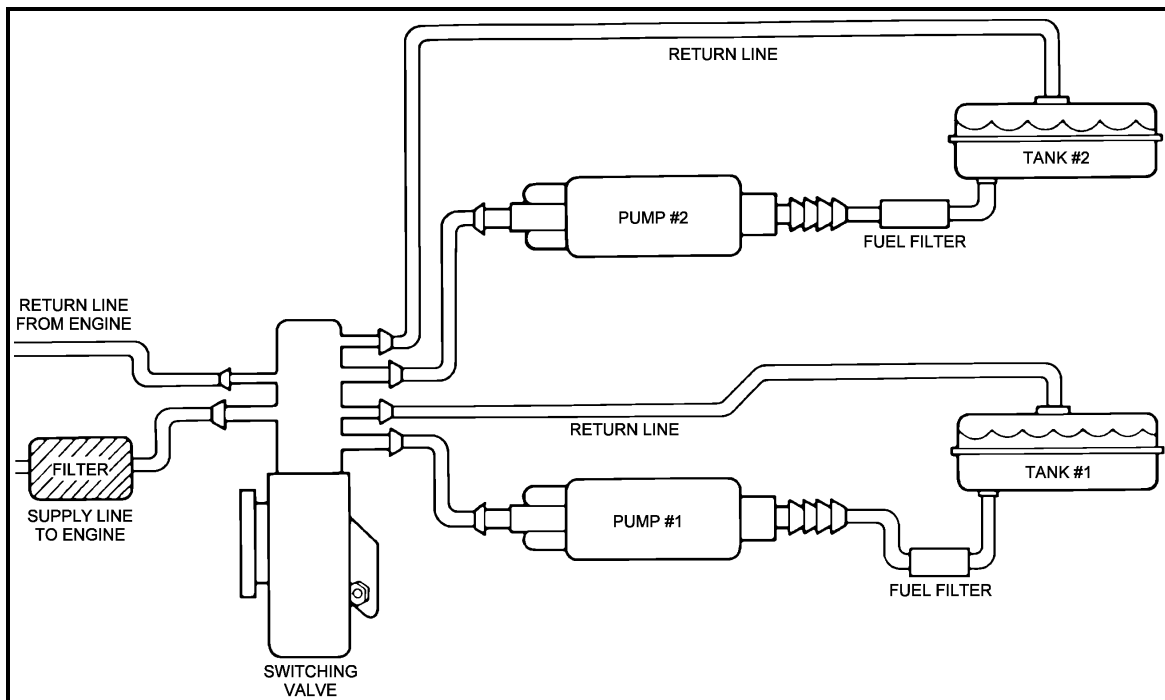 RETURN LINE
TANK #2
PUMP #2
FUEL FILTER
RETURN LINE
FROM ENGINE
RETURN LINE
FILTER
TANK #1
SUPPLY LINE
TO ENGINE
PUMP #1
FUEL FILTER
SWITCHING
VALVE